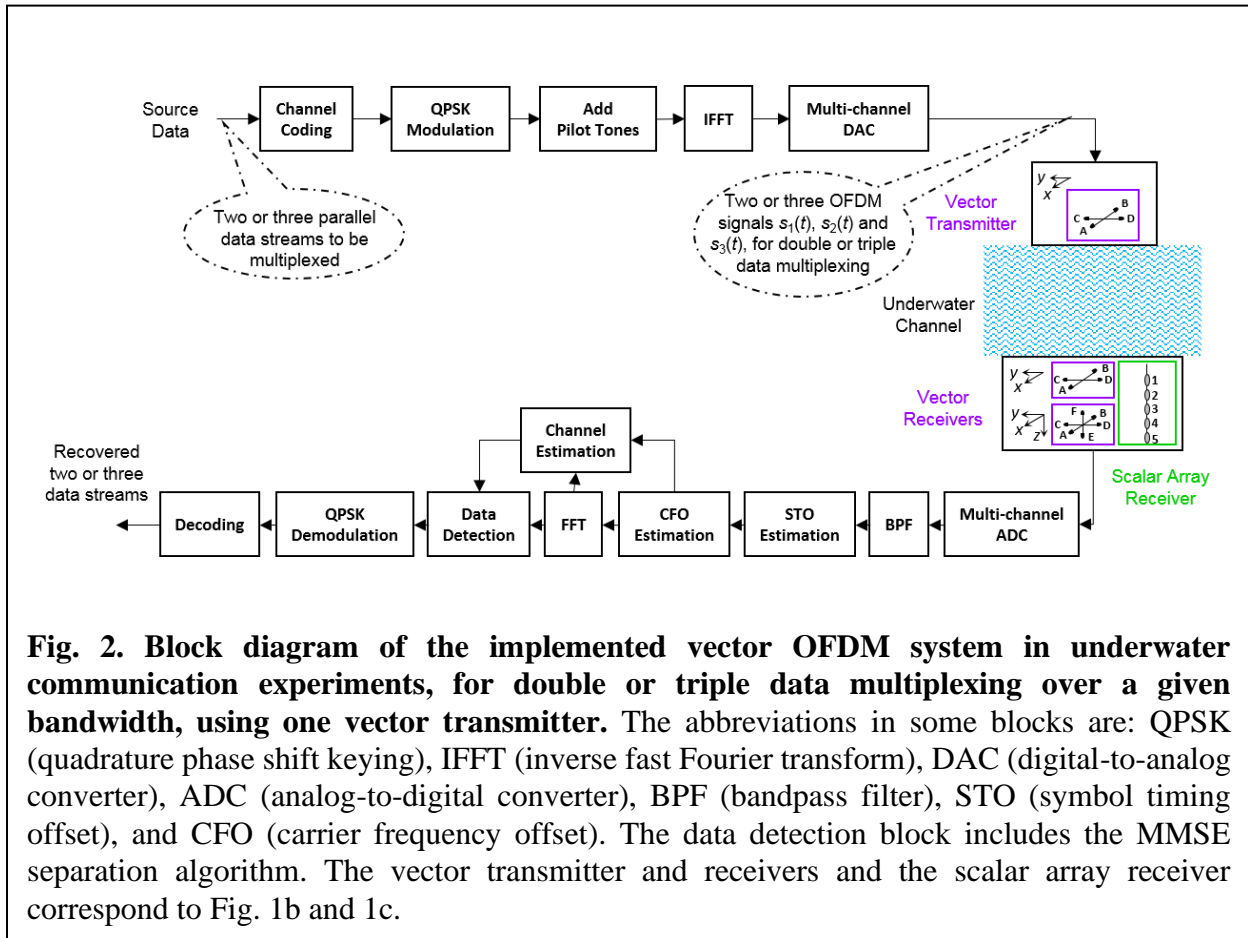 Source
Data
Channel
Coding
QPSK
Modulation
Add
Pilot Tones
IFFT
Multi-channel
DAC
Two or three parallel
data streams to be
multiplexed
Two or three OFDM
signals s₁(t), s₂(t) and
s₃(t), for double or triple
data multiplexing
Vector
Transmitter
y
x
B
C
D
A
Underwater
Channel
Vector
Receivers
y
x
B
C
D
A
y
x
z
F
B
C
D
A
E
1
2
3
4
5
Scalar Array
Receiver
Recovered
two or three
data streams
Channel
Estimation
Decoding
QPSK
Demodulation
Data
Detection
FFT
CFO
Estimation
STO
Estimation
BPF
Multi-channel
ADC
Fig. 2. Block diagram of the implemented vector OFDM system in underwater
communication experiments, for double or triple data multiplexing over a given
bandwidth, using one vector transmitter. The abbreviations in some blocks are: QPSK
(quadrature phase shift keying), IFFT (inverse fast Fourier transform), DAC (digital-to-analog
converter), ADC (analog-to-digital converter), BPF (bandpass filter), STO (symbol timing
offset), and CFO (carrier frequency offset). The data detection block includes the MMSE
separation algorithm. The vector transmitter and receivers and the scalar array receiver
correspond to Fig. 1b and 1c.